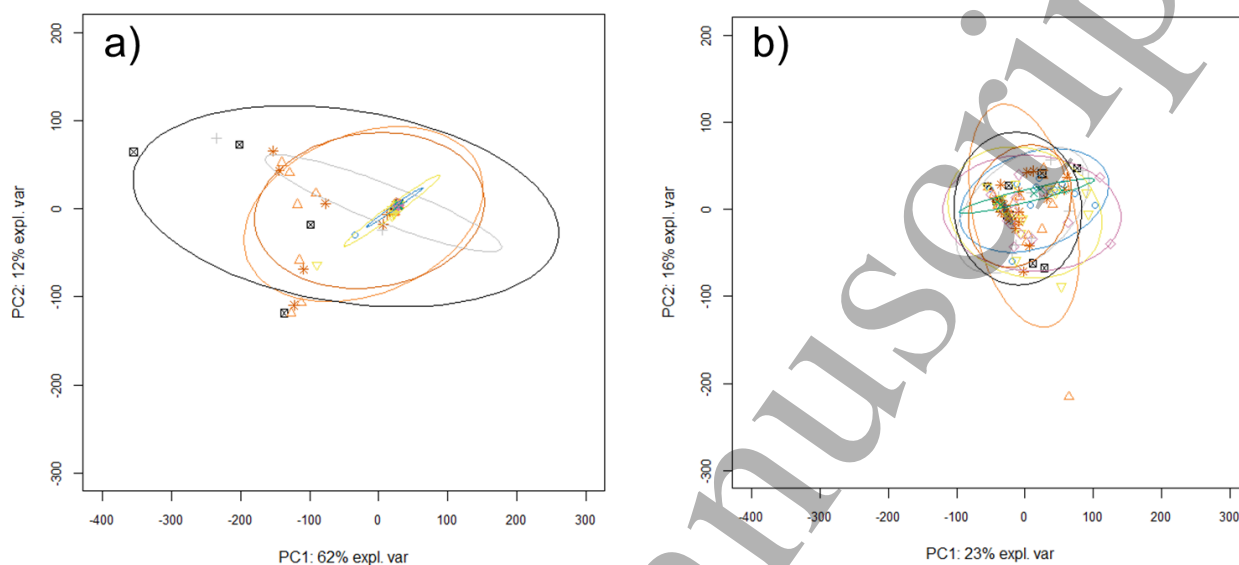 a)
200
100
0
100
200
300
PC2: 12% expl. var
-400 -300 -200 -100 0 100 200 300
PC1: 62% expl. var
b)
200
100
0
-100
-200
-300
PC2: 16% expl. var
-400 -300 -200 -100 0 100 200 300
PC1: 23% expl. var
nuscrip